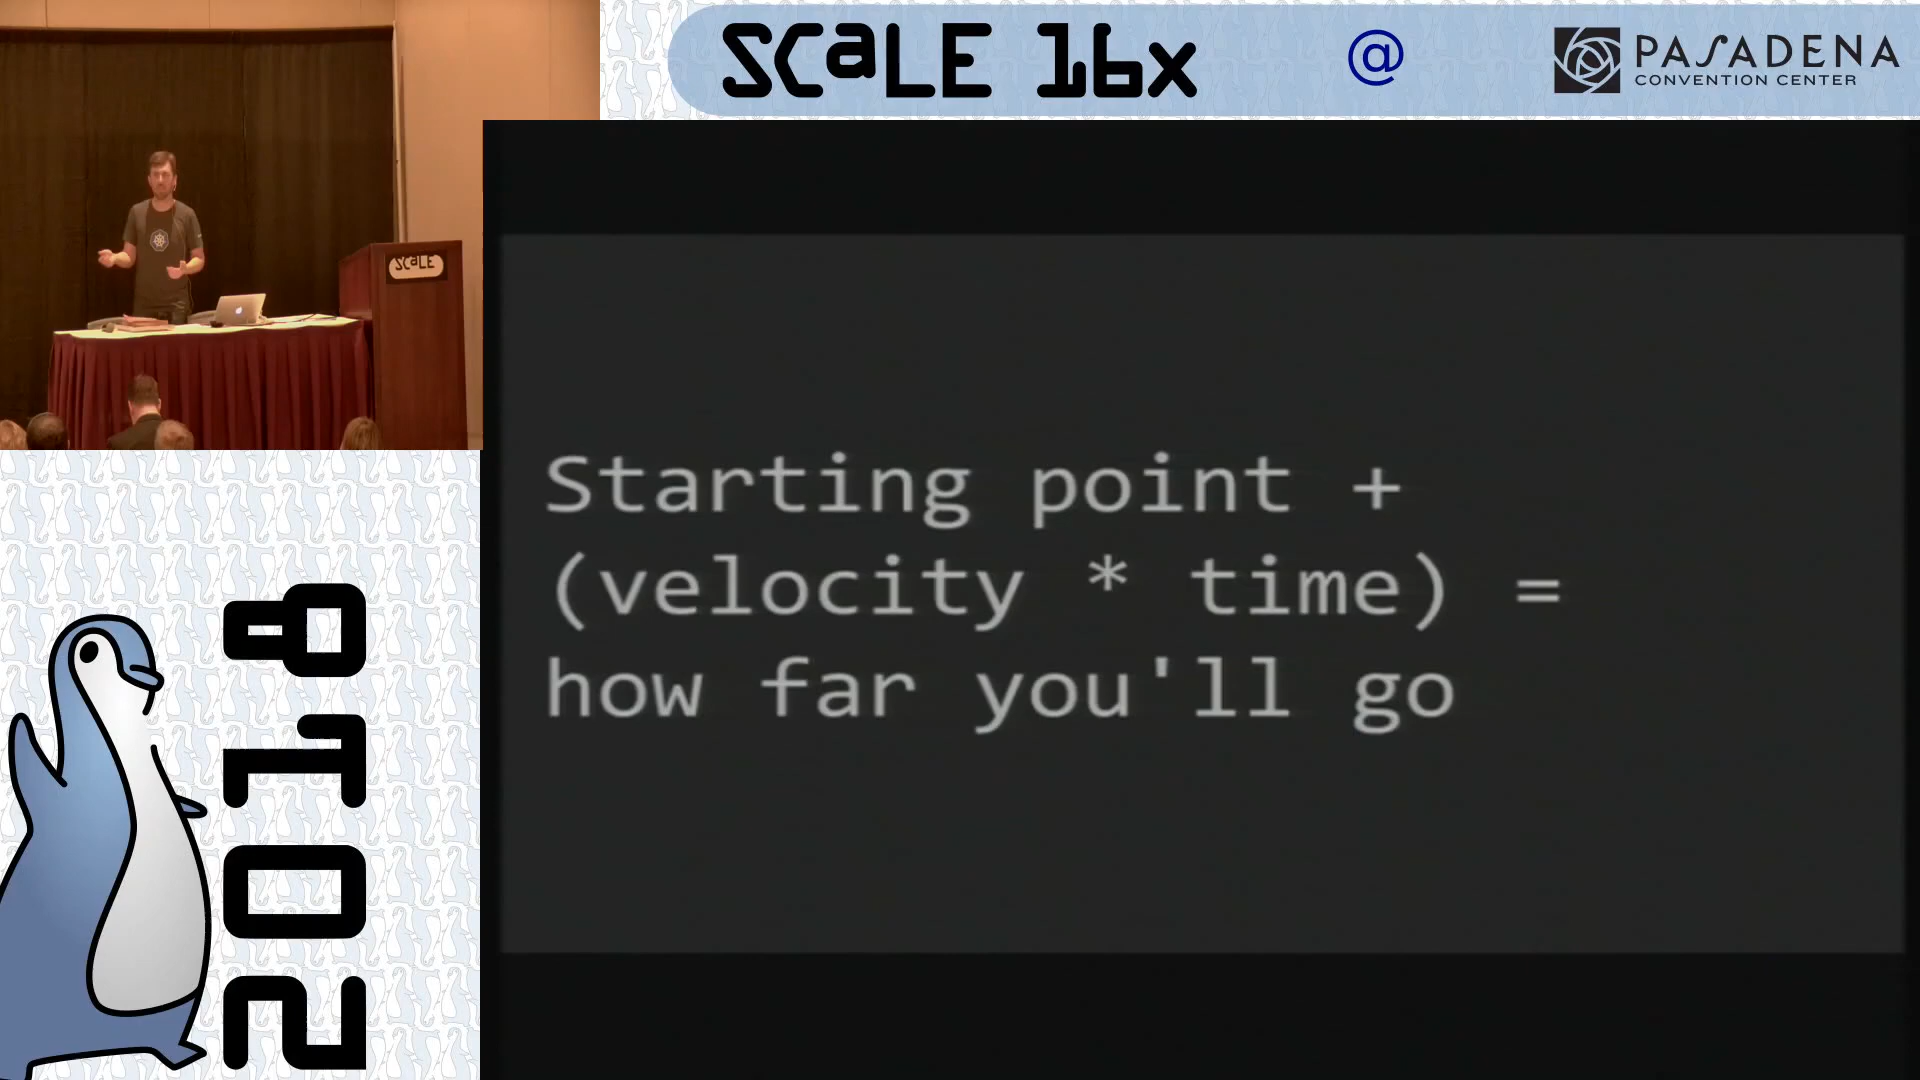 SCALE 16x
@
PASADENA
CONVENTION CENTER
SCALE
Starting point +
(velocity * time) =
how far you'll go
2018